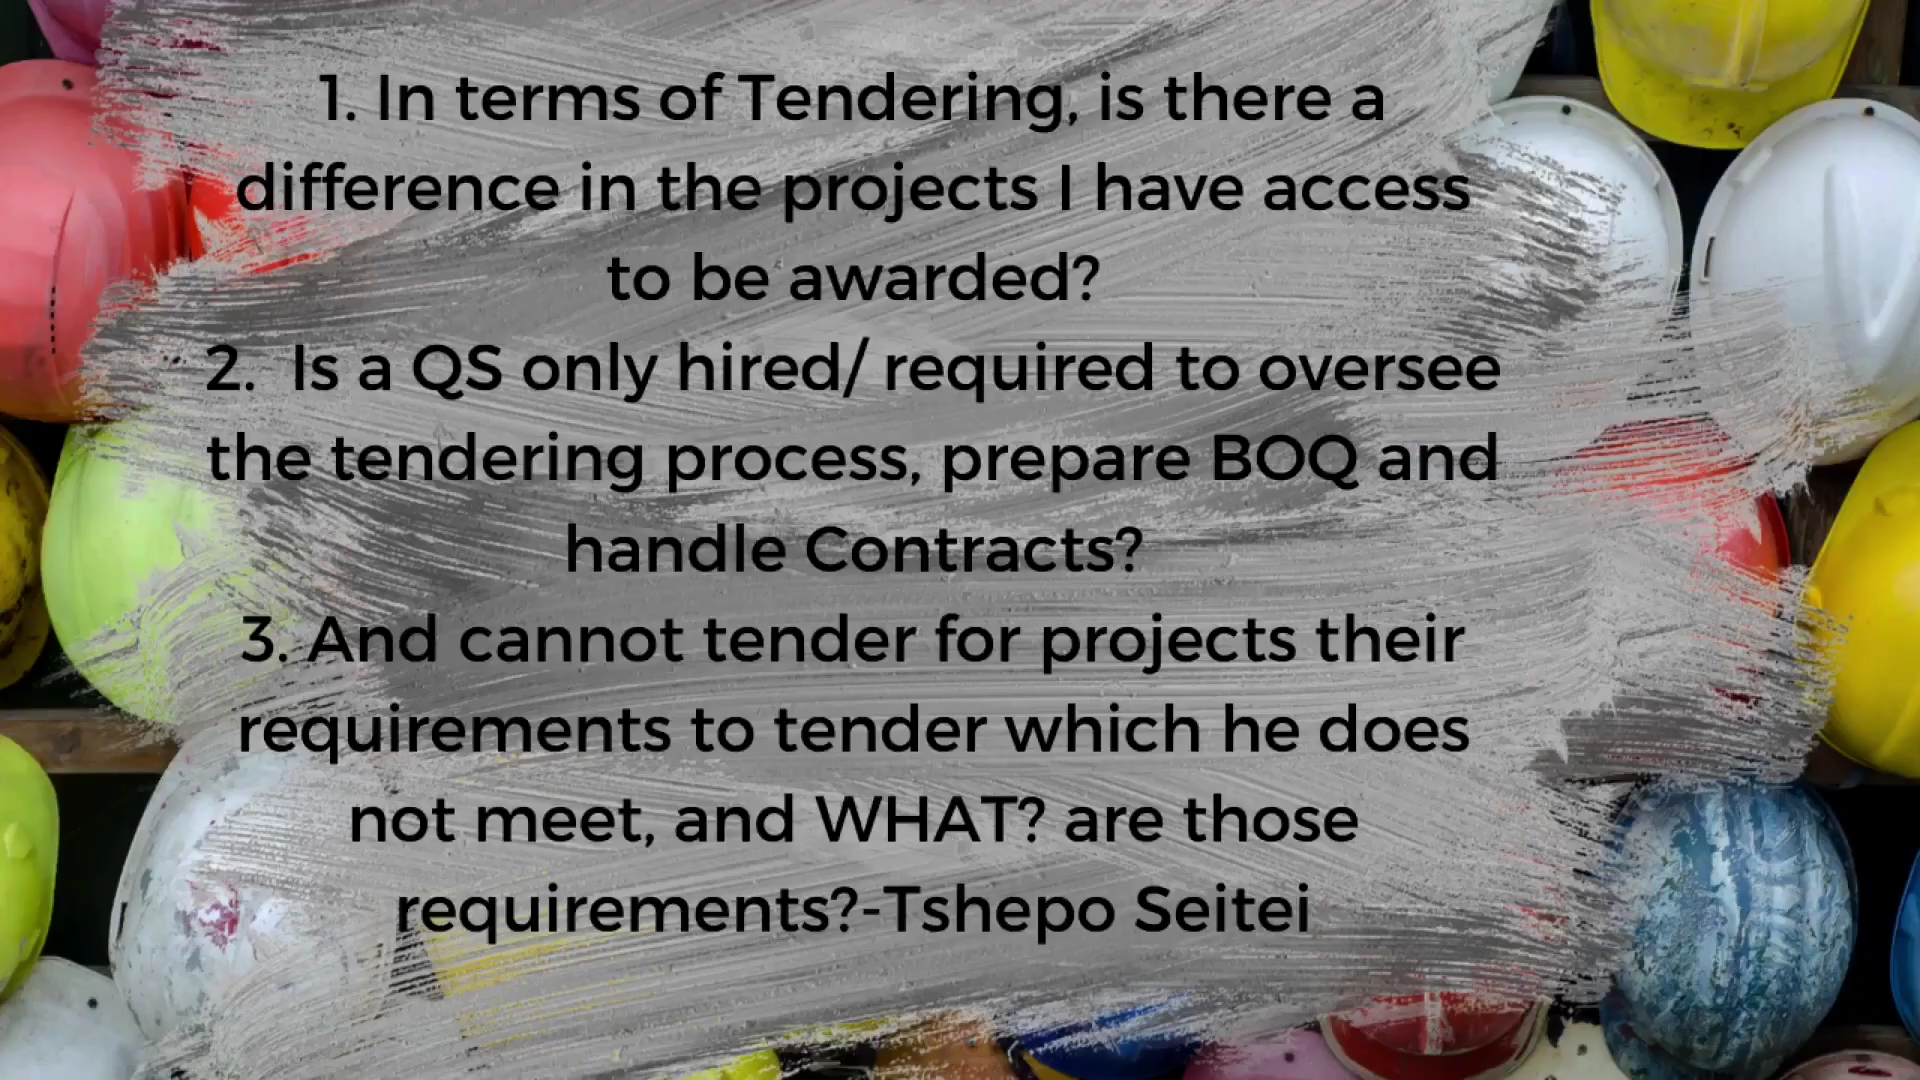 1. In terms of Tendering, is there a
difference in the projects I have access
to be awarded?
2. Is a QS only hired/ required to oversee
the tendering process, prepare BOQ and
handle Contracts?
3. And cannot tender for projects their
requirements to tender which he does
not meet, and WHAT? are those
requirements?-Tshepo Seitei